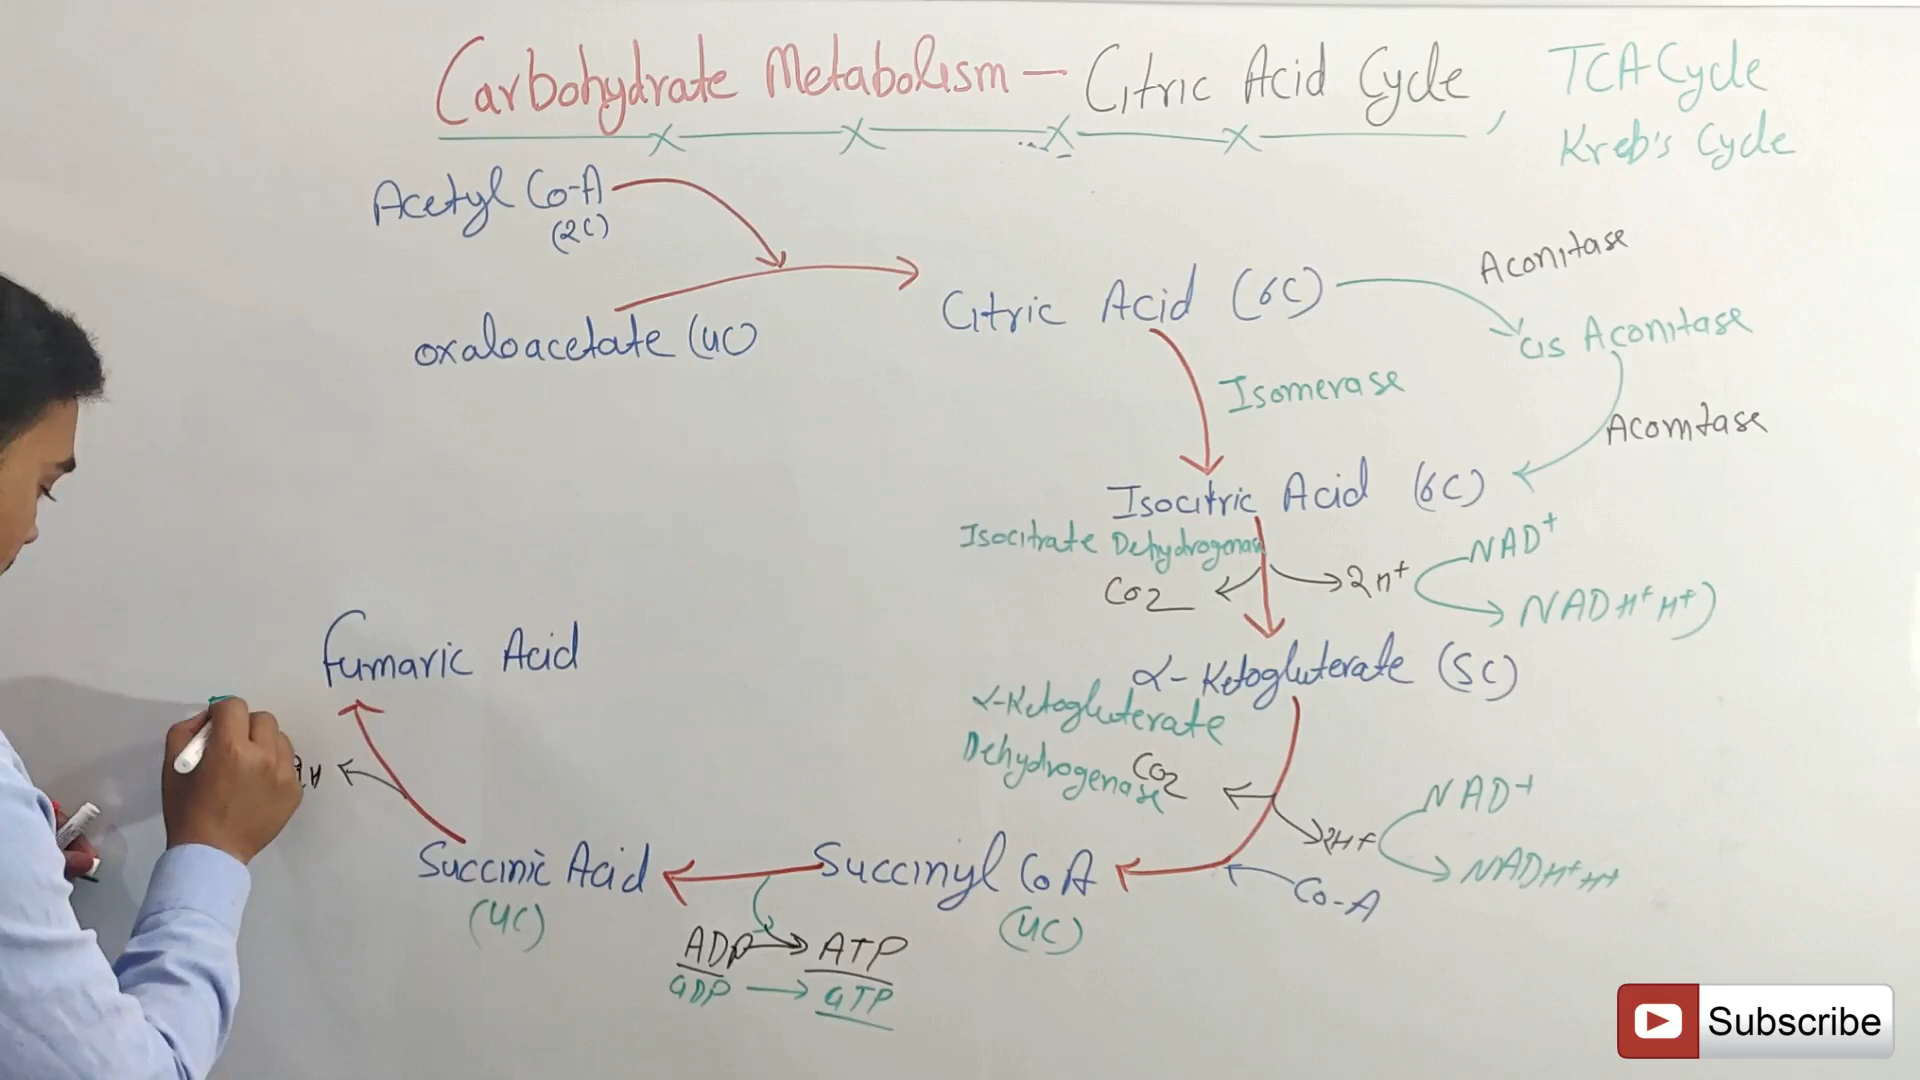 Carbohydrate Metabolism — Citric Acid Cycle, TCA Cycle
Kreb's Cycle
Acetyl Co-A
(2C)
oxaloacetate (4C)
Citric Acid (6C)
Aconitase
cis Aconitase
Isomerase
Aconitase
Isocitric Acid (6C)
Isocitrate Dehydrogenase
CO2
2H+
NAD+
NADH+H+)
α-Ketogluterate (5C)
α-Ketogluterate
Dehydrogenase
CO2
2H+
NAD+
NADH+H+
Co-A
Succinyl CoA
(4C)
ADP → ATP
GDP → GTP
Succinic Acid
(4C)
Fumaric Acid
Subscribe